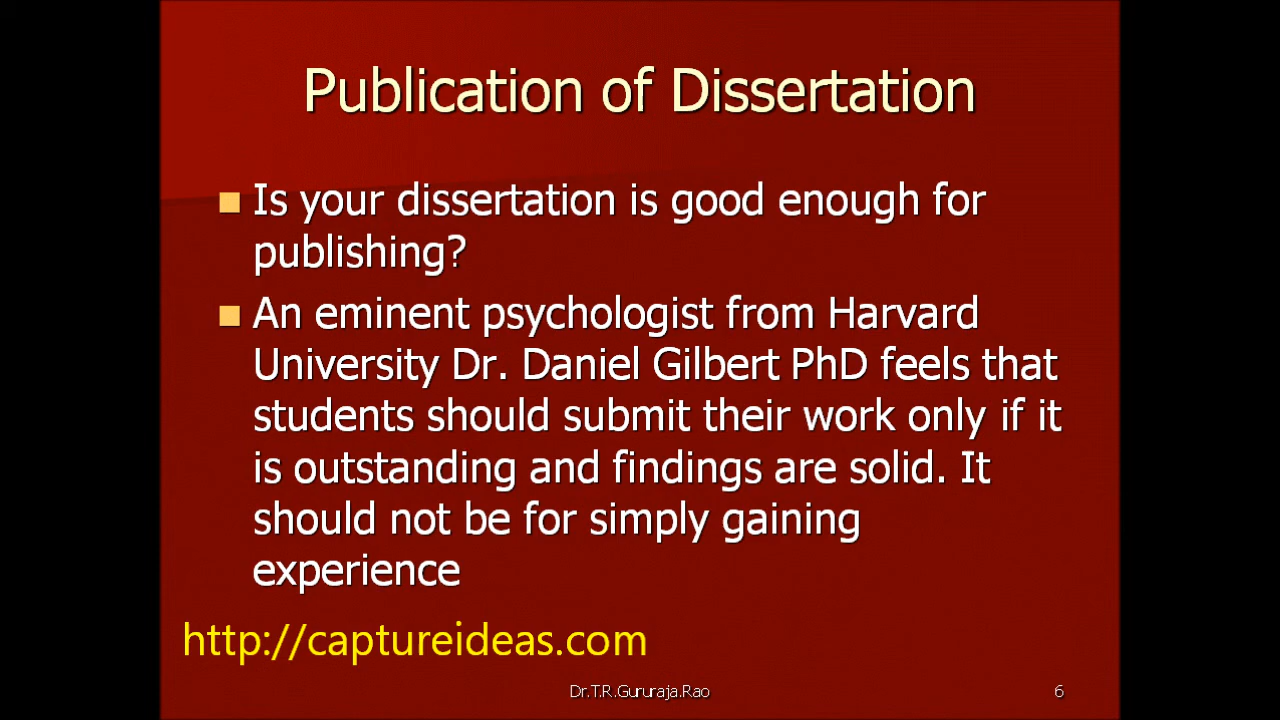 Publication of Dissertation
Is your dissertation is good enough for
publishing?
An eminent psychologist from Harvard
University Dr. Daniel Gilbert PhD feels that
students should submit their work only if it
is outstanding and findings are solid. It
should not be for simply gaining
experience
http://captureideas.com
Dr.T.R.Gururaja.Rao
6